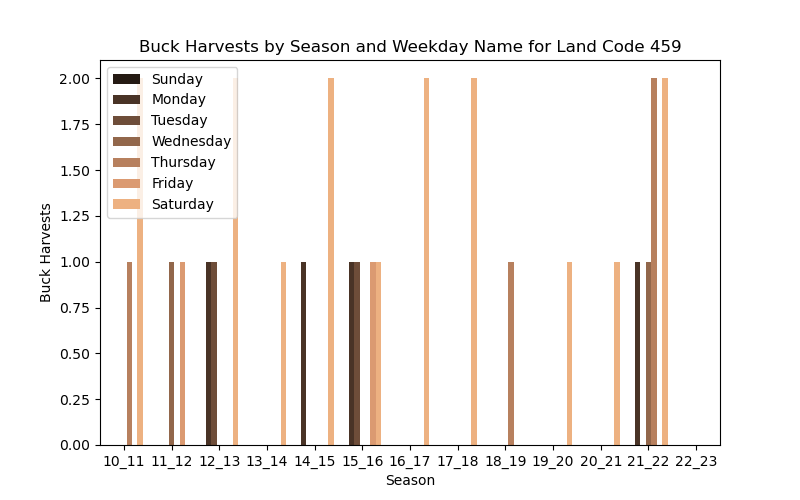 Buck Harvests by Season and Weekday Name for Land Code 459
Sunday
Monday
Tuesday
Wednesday
Thursday
Friday
Saturday
2.00
1.75
1.50
1.25
1.00
0.75
0.50
0.25
0.00
Buck Harvests
10_11 11_12 12_13 13_14 14_15 15_16 16_17 17_18 18_19 19_20 20_21 21_22 22_23
Season